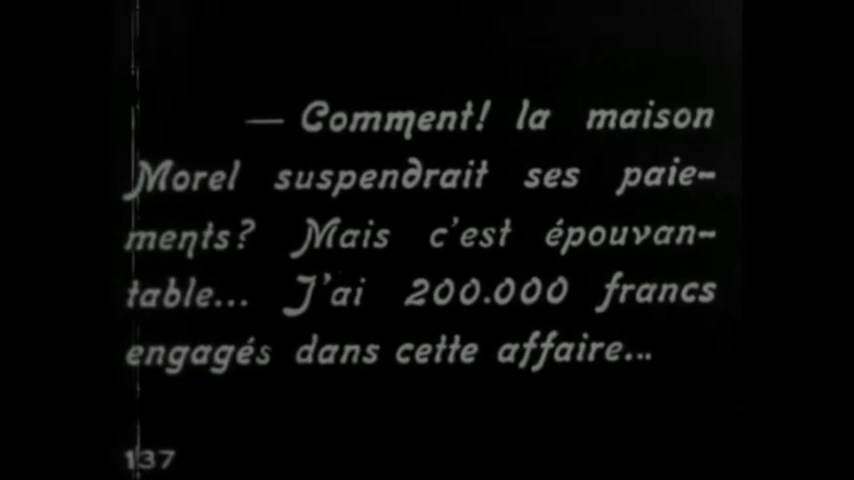 — Comment! la maison
Morel suspendrait ses paie-
ments? Mais c'est épouvan-
table... J'ai 200.000 francs
engagés dans cette affaire...
137